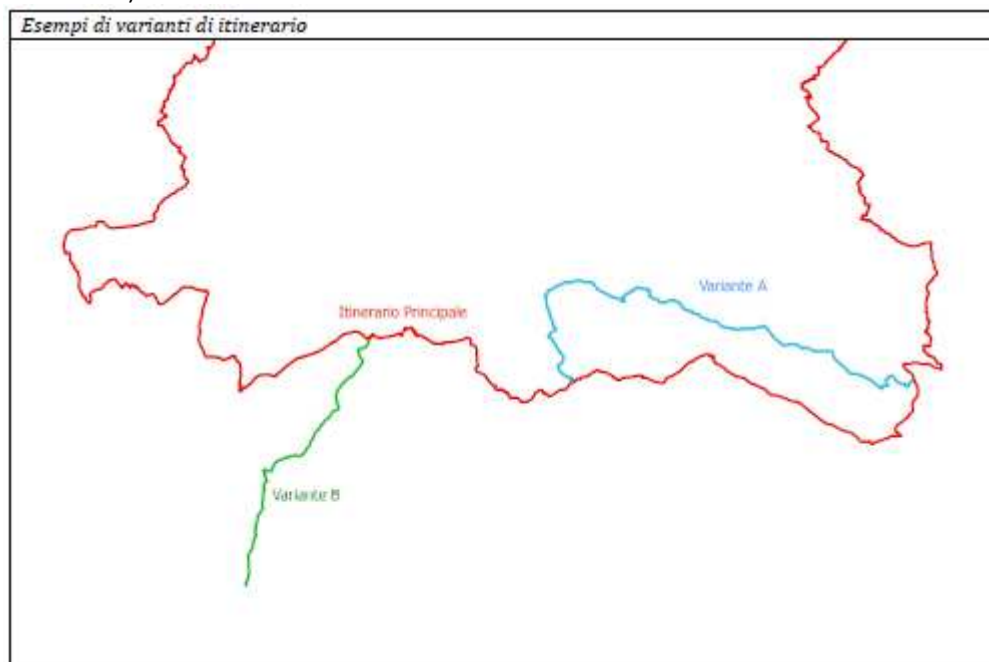 Esempi di varianti di itinerario
Variante A
Itinerario Principale
Variante B